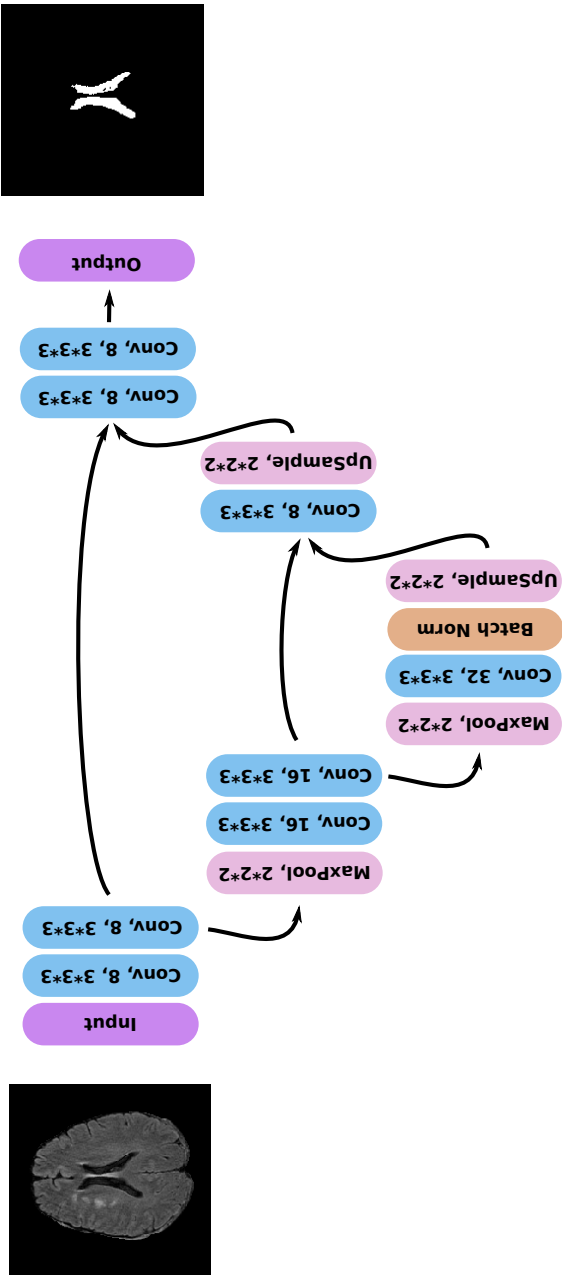 Input
Conv, 8, 3*3*3
Conv, 8, 3*3*3
MaxPool, 2*2*2
Conv, 16, 3*3*3
Conv, 16, 3*3*3
MaxPool, 2*2*2
Conv, 32, 3*3*3
Batch Norm
UpSample, 2*2*2
Conv, 8, 3*3*3
UpSample, 2*2*2
Conv, 8, 3*3*3
Conv, 8, 3*3*3
Output